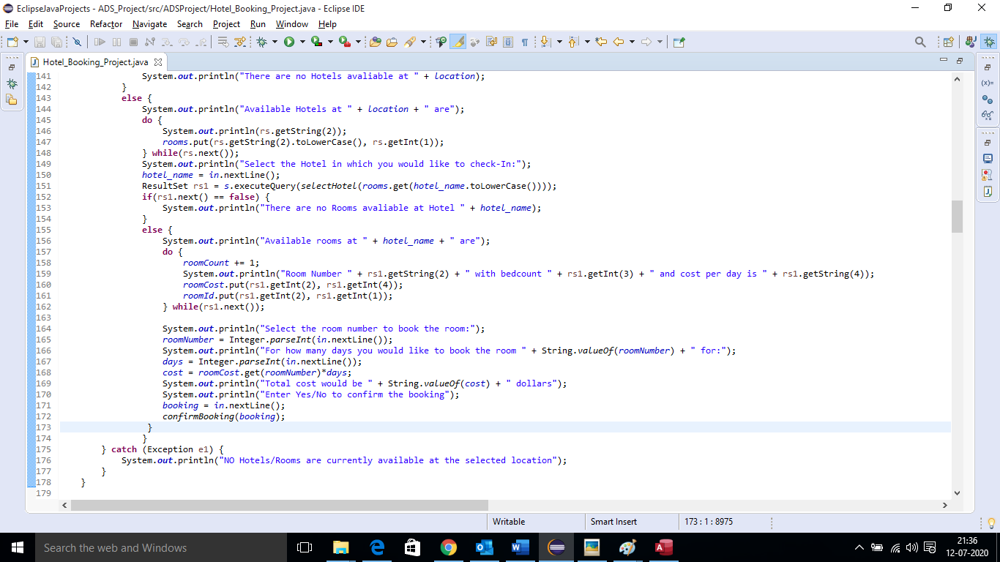 EclipseJavaProjects - ADS_Project/src/ADSProject/Hotel_Booking_Project.java - Eclipse IDE
File Edit Source Refactor Navigate Search Project Run Window Help
Hotel_Booking_Project.java
141 System.out.println("There are no Hotels avaliable at " + location);
142 }
143 else {
144 System.out.println("Available Hotels at " + location + " are");
145 do {
146 System.out.println(rs.getString(2));
147 rooms.put(rs.getString(2).toLowerCase(), rs.getInt(1));
148 } while(rs.next());
149 System.out.println("Select the Hotel in which you would like to check-In:");
150 hotel_name = in.nextLine();
151 ResultSet rs1 = s.executeQuery(selectHotel(rooms.get(hotel_name.toLowerCase())));
152 if(rs1.next() == false) {
153 System.out.println("There are no Rooms avaliable at Hotel " + hotel_name);
154 }
155 else {
156 System.out.println("Available rooms at " + hotel_name + " are");
157 do {
158 roomCount += 1;
159 System.out.println("Room Number " + rs1.getString(2) + " with bedcount " + rs1.getInt(3) + " and cost per day is " + rs1.getString(4));
160 roomCost.put(rs1.getInt(2), rs1.getInt(4));
161 roomId.put(rs1.getInt(2), rs1.getInt(1));
162 } while(rs1.next());
163
164 System.out.println("Select the room number to book the room:");
165 roomNumber = Integer.parseInt(in.nextLine());
166 System.out.println("For how many days you would like to book the room " + String.valueOf(roomNumber) + " for:");
167 days = Integer.parseInt(in.nextLine());
168 cost = roomCost.get(roomNumber)*days;
169 System.out.println("Total cost would be " + String.valueOf(cost) + " dollars");
170 System.out.println("Enter Yes/No to confirm the booking");
171 booking = in.nextLine();
172 confirmBooking(booking);
173 }
174 }
175 } catch (Exception e1) {
176 System.out.println("NO Hotels/Rooms are currently available at the selected location");
177 }
178 }
179
Writable Smart Insert 173 : 1 : 8975
Search the web and Windows
21:36
12-07-2020